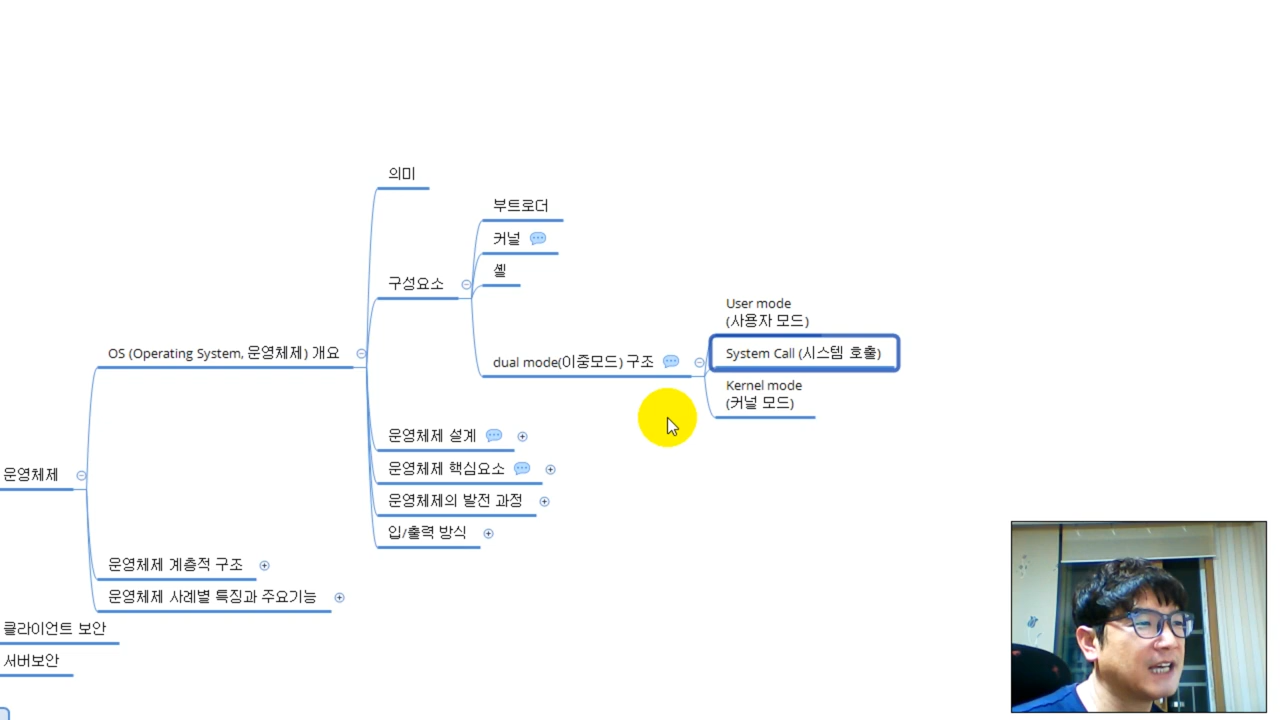 의미
부트로더
커널
셸
구성요소
User mode
(사용자 모드)
System Call (시스템 호출)
Kernel mode
(커널 모드)
dual mode(이중모드) 구조
OS (Operating System, 운영체제) 개요
운영체제 설계
운영체제 핵심요소
운영체제의 발전 과정
입/출력 방식
운영체제
운영체제 계층적 구조
운영체제 사례별 특징과 주요기능
클라이언트 보안
서버보안